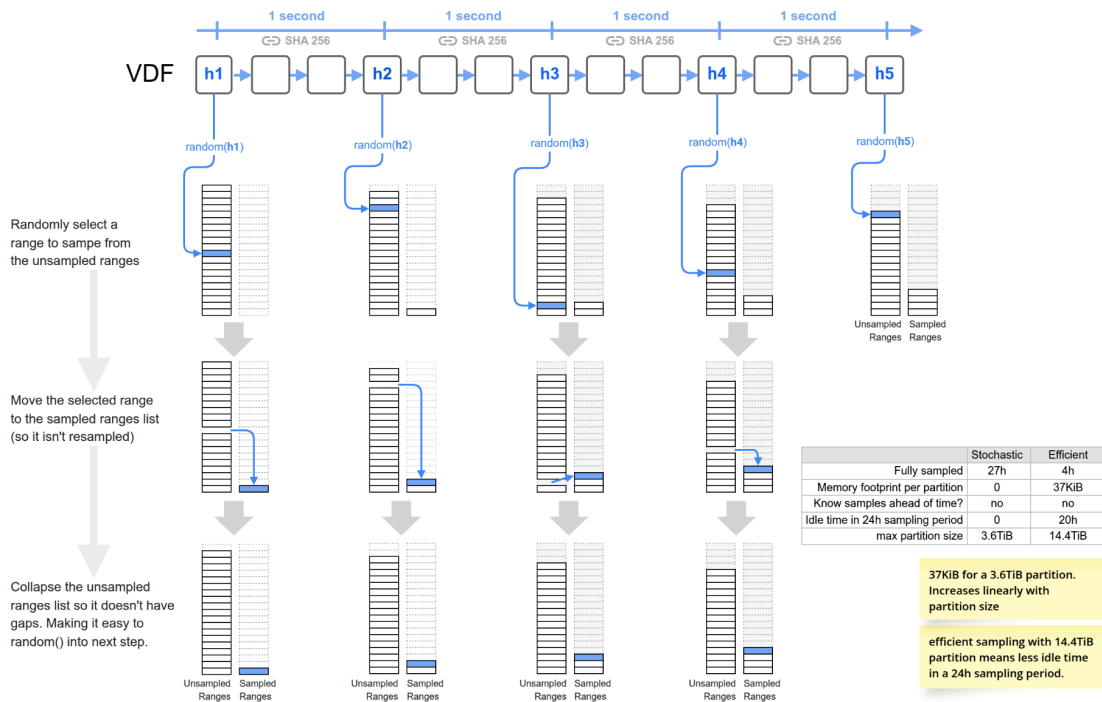 1 second
1 second
1 second
1 second
SHA 256
SHA 256
SHA 256
SHA 256
VDF
h1
h2
h3
h4
h5
random(h1)
random(h2)
random(h3)
random(h4)
random(h5)
Randomly select a
range to sampe from
the unsampled ranges
Unsampled
Ranges
Sampled
Ranges
Move the selected range
to the sampled ranges list
(so it isn't resampled)
Stochastic Efficient
Fully sampled 27h 4h
Memory footprint per partition 0 37KiB
Know samples ahead of time? no no
Idle time in 24h sampling period 0 20h
max partition size 3.6TiB 14.4TiB
37KiB for a 3.6TiB partition.
Increases linearly with
partition size
efficient sampling with 14.4TiB
partition means less idle time
in a 24h sampling period.
Collapse the unsampled
ranges list so it doesn't have
gaps. Making it easy to
random() into next step.
Unsampled
Ranges
Sampled
Ranges
Unsampled
Ranges
Sampled
Ranges
Unsampled
Ranges
Sampled
Ranges
Unsampled
Ranges
Sampled
Ranges